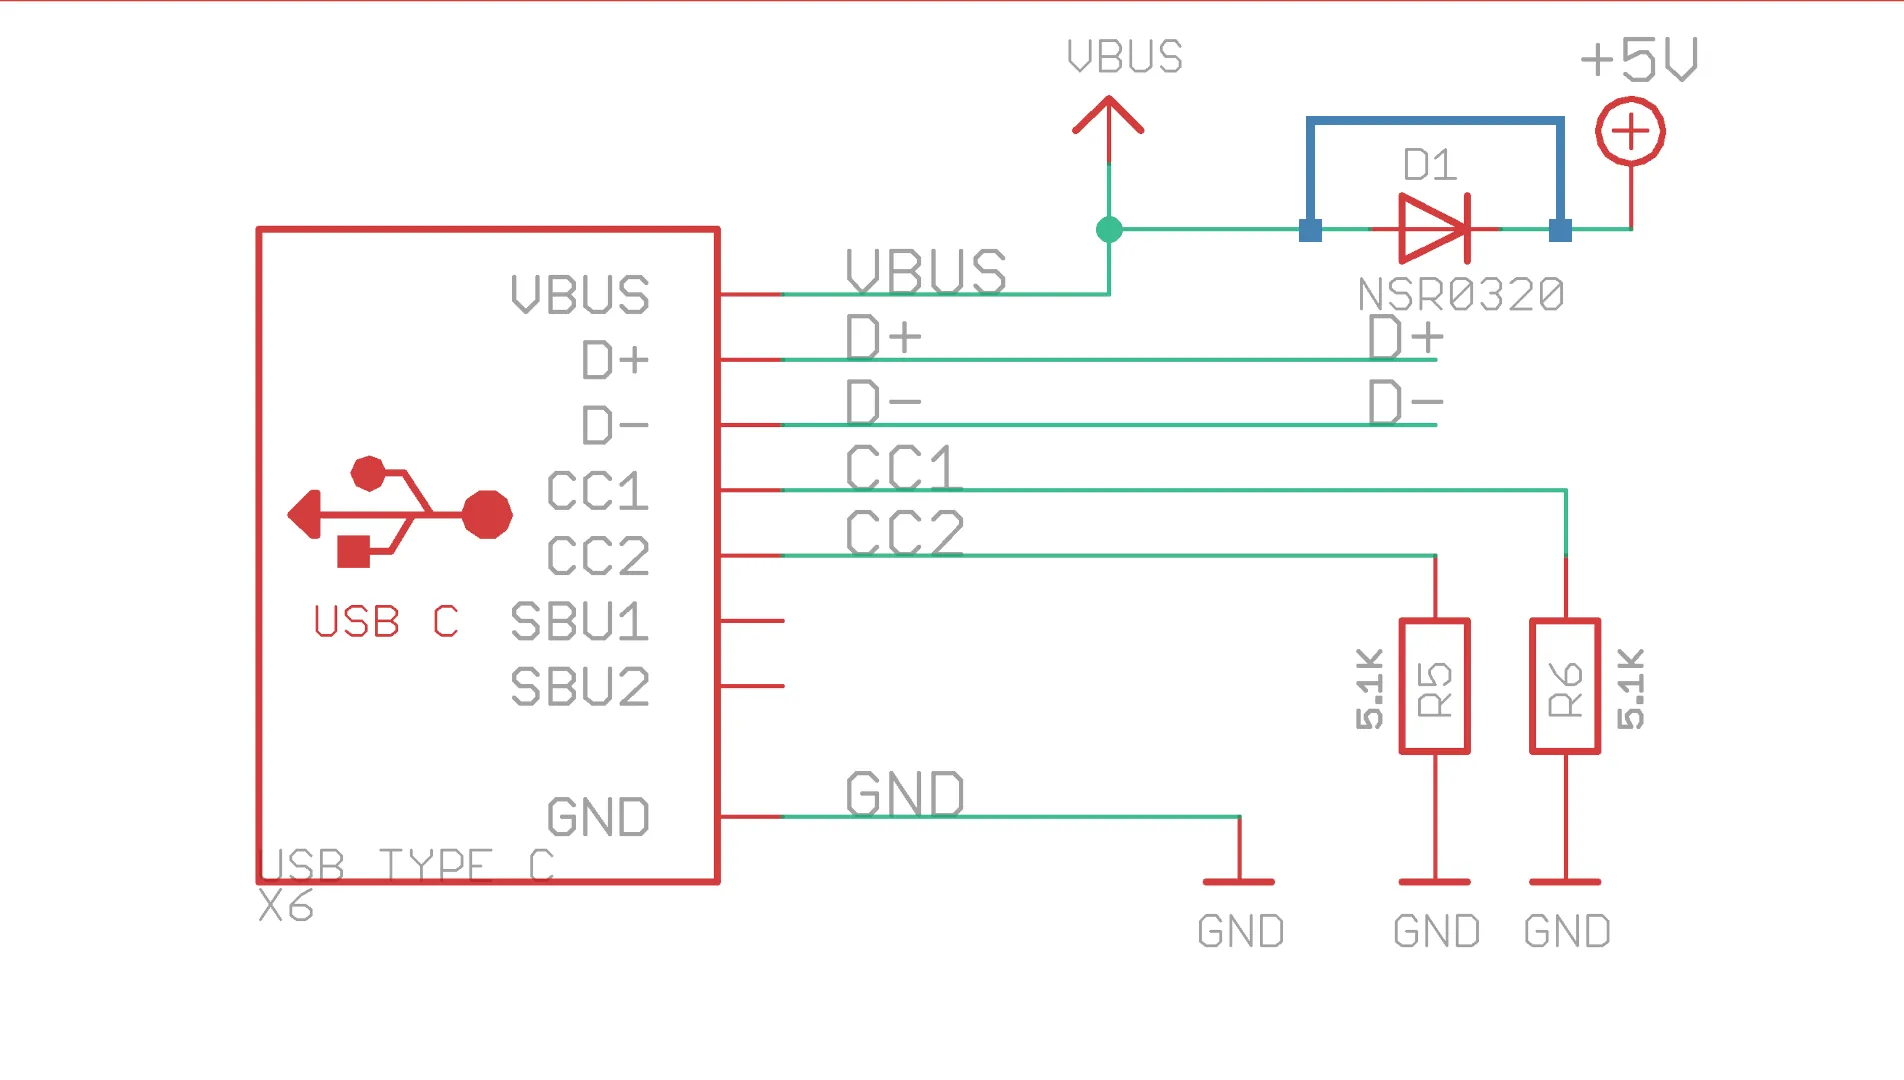 VBUS
+5V
D1
NSR0320
VBUS
VBUS
D+
D+
D+
D-
D-
D-
CC1
CC1
CC2
CC2
USB C
SBU1
SBU2
5.1K
R5
R6
5.1K
GND
GND
USB TYPE C
X6
GND
GND
GND